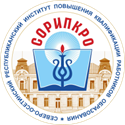 СЕВЕРО-ОСЕТИНСКИЙ РЕСПУБЛИКАНСКИЙ ИНСТИТУТ ПОВЫШЕНИЯ КВАЛИФИКАЦИИ РАБОТНИКОВ ОБРАЗОВАНИЯ
СОРИПКРО